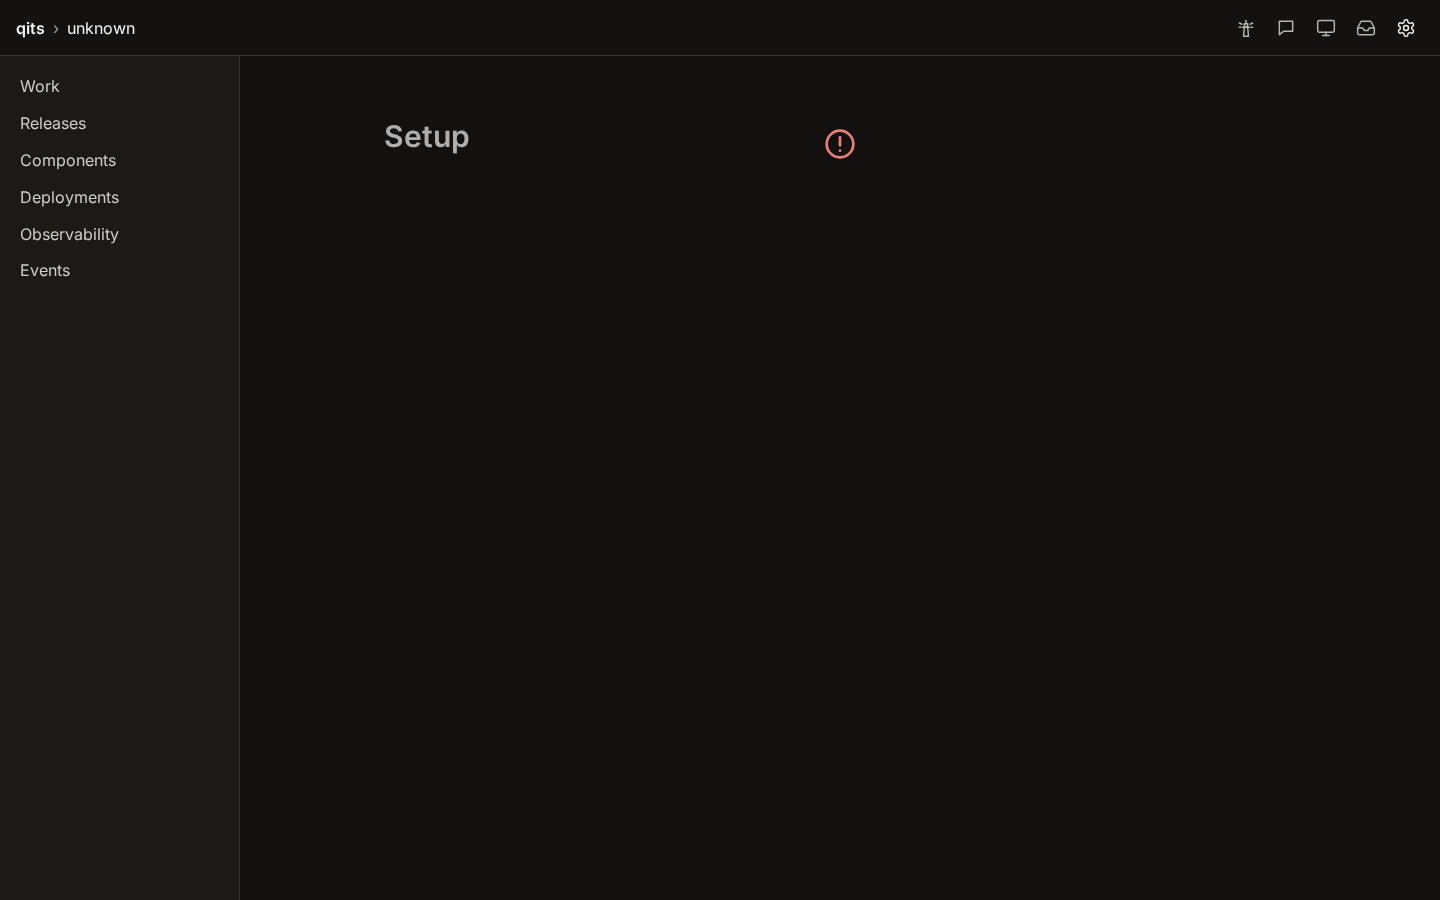 qits › unknown
Work
Releases
Components
Deployments
Observability
Events
Setup